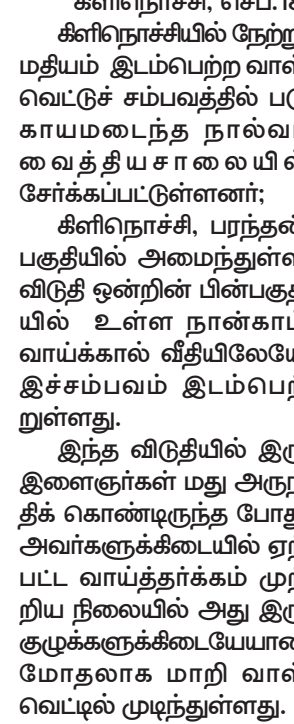 கிளிநொச்சி, செப்.
கிளிநொச்சியில் நேற்று
மதியம் இடம்பெற்ற வாள்
வெட்டுச் சம்பவத்தில் படு
காயமடைந்த நால்வர்
வைத்தியசாலையில்
சேர்க்கப்பட்டுள்ளனர்;
கிளிநொச்சி, பரந்தன்
பகுதியில் அமைந்துள்ள
விடுதி ஒன்றின் பின்பகுதி
யில் உள்ள நான்காம்
வாய்க்கால் வீதியிலேயே
இச்சம்பவம் இடம்பெற்
றுள்ளது.
இந்த விடுதியில் இரு
இளைஞர்கள் மது அருந்
திக் கொண்டிருந்த போது
அவர்களுக்கிடையில் ஏற்
பட்ட வாய்த்தர்க்கம் முற்
றிய நிலையில் அது இரு
குழுக்களுக்கிடையேயான
மோதலாக மாறி வாள்
வெட்டில் முடிந்துள்ளது.